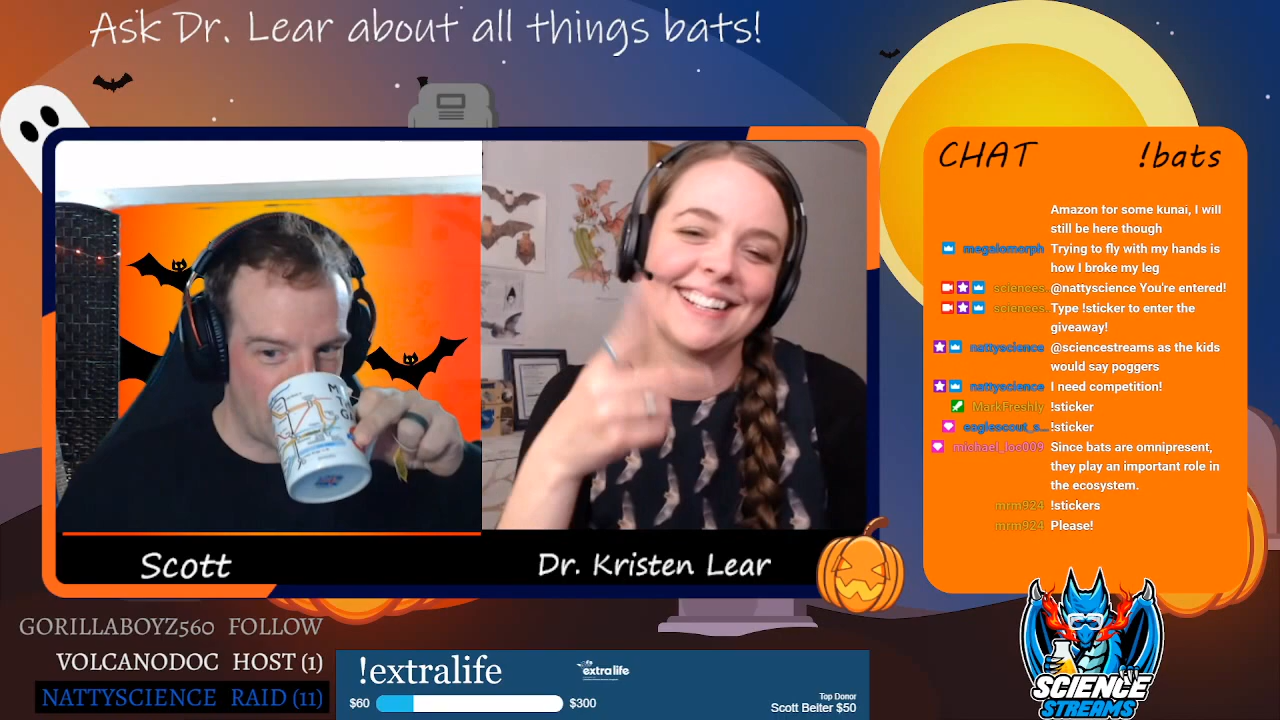 Ask Dr. Lear about all things bats!
CHAT !bats
Amazon for some kunai, I will
still be here though
megalomorph Trying to fly with my hands is
how I broke my leg
sciences. @nattyscience You're entered!
sciences. Type !sticker to enter the
giveaway!
nattyscience @sciencestreams as the kids
would say poggers
nattyscience I need competition!
MarkFreshly !sticker
eaglescout_s... !sticker
michael_loc009 Since bats are omnipresent,
they play an important role in
the ecosystem.
mrm924 !stickers
mrm924 Please!
Scott
Dr. Kristen Lear
GORILLABOYZ560 FOLLOW
VOLCANODOC HOST (1)
NATTYSCIENCE RAID (11)
!extralife
extralife
$60 $300
Top Donor
Scott Belter $50
SCIENCE
STREAMS